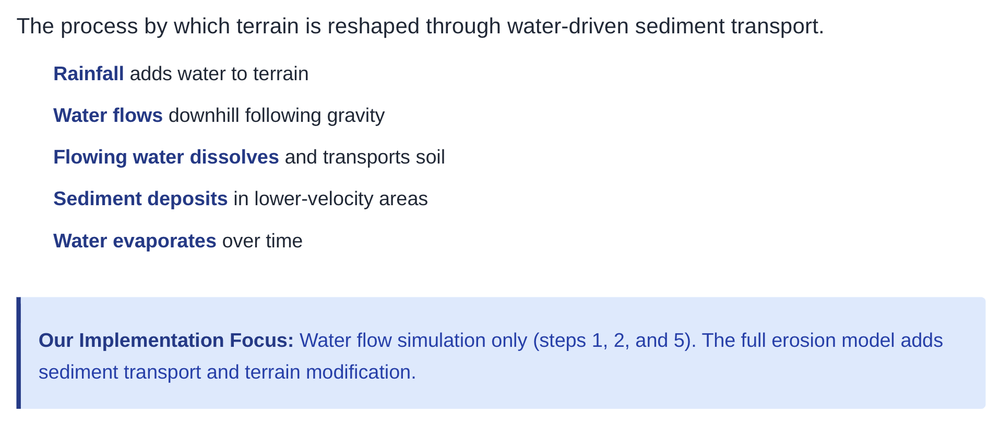 The process by which terrain is reshaped through water-driven sediment transport.
Rainfall adds water to terrain
Water flows downhill following gravity
Flowing water dissolves and transports soil
Sediment deposits in lower-velocity areas
Water evaporates over time
Our Implementation Focus: Water flow simulation only (steps 1, 2, and 5). The full erosion model adds
sediment transport and terrain modification.